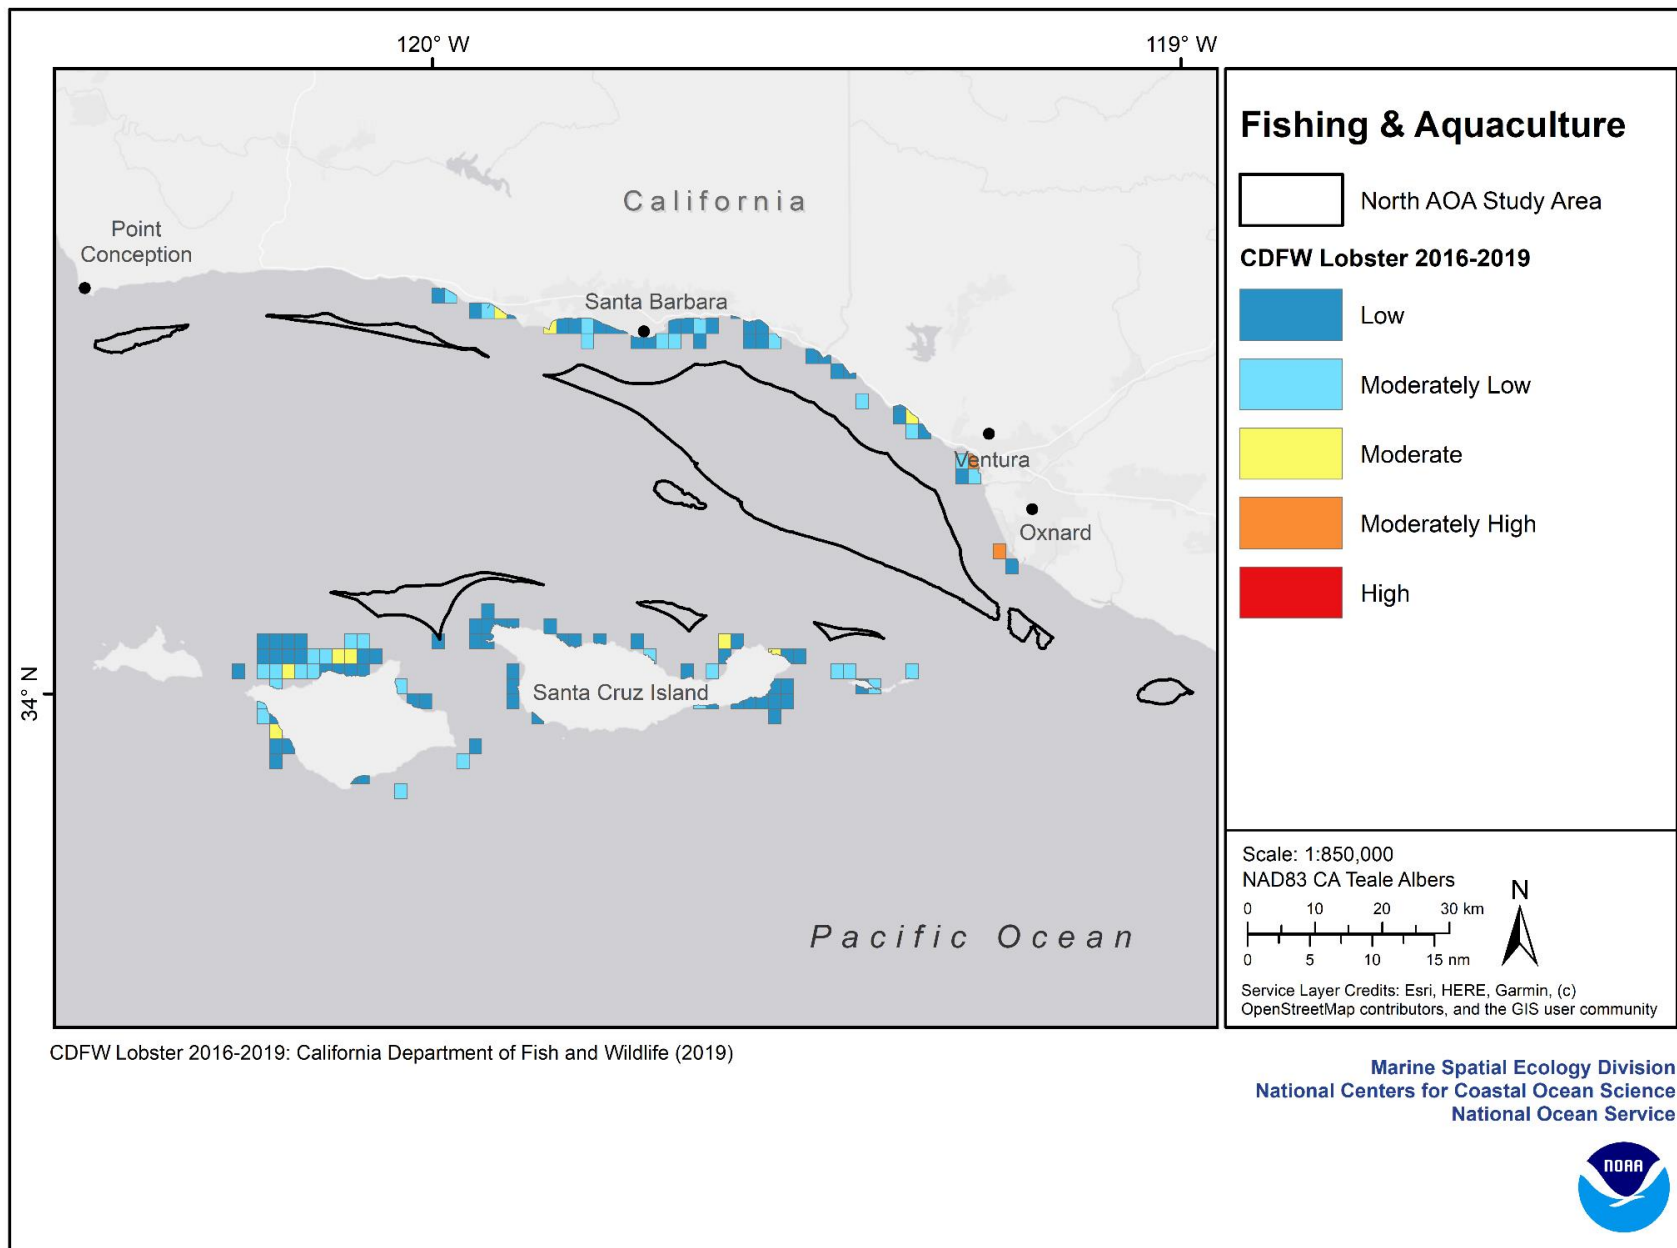 120° W
119° W
34° N
Point
Conception
California
Santa Barbara
Ventura
Oxnard
Santa Cruz Island
Pacific Ocean
Fishing & Aquaculture
North AOA Study Area
CDFW Lobster 2016-2019
Low
Moderately Low
Moderate
Moderately High
High
Scale: 1:850,000
NAD83 CA Teale Albers
0 10 20 30 km
0 5 10 15 nm
N
Service Layer Credits: Esri, HERE, Garmin, (c)
OpenStreetMap contributors, and the GIS user community
CDFW Lobster 2016-2019: California Department of Fish and Wildlife (2019)
Marine Spatial Ecology Division
National Centers for Coastal Ocean Science
National Ocean Service
NOAA